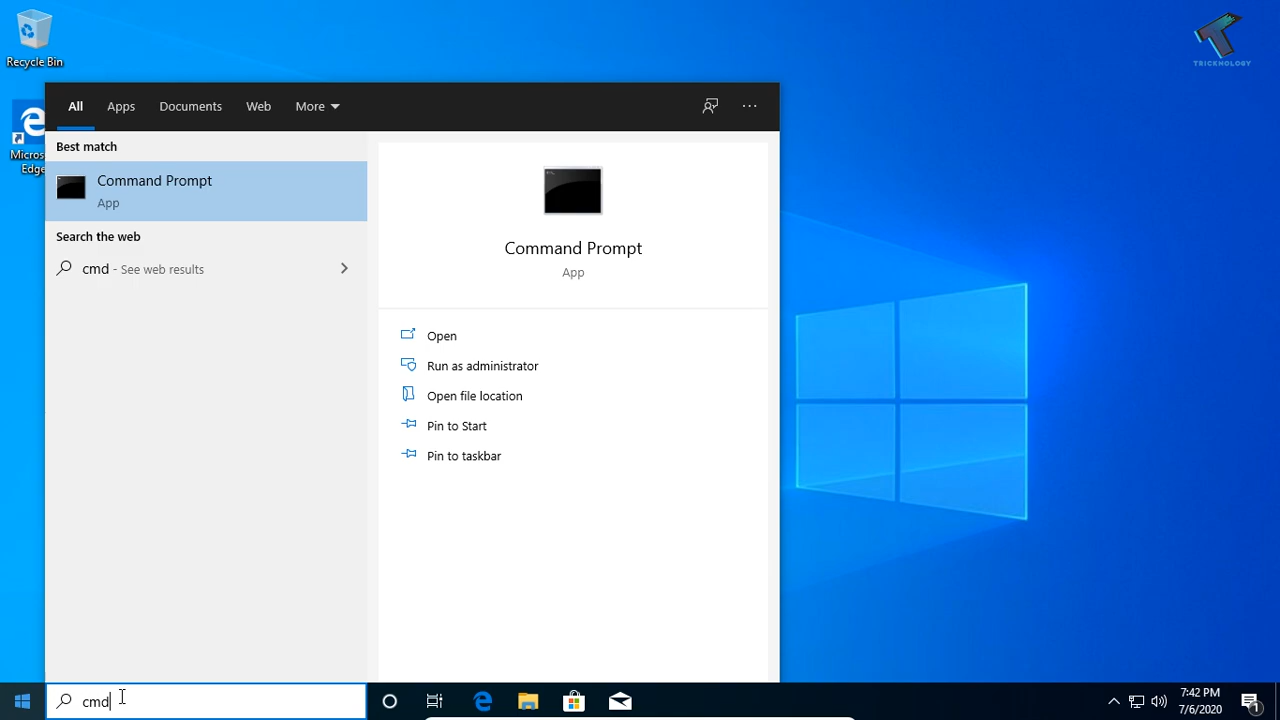 Recycle Bin
TRICKNOLOGY
Micros
Edge
All Apps Documents Web More
Best match
Command Prompt
App
Search the web
cmd - See web results
Command Prompt
App
Open
Run as administrator
Open file location
Pin to Start
Pin to taskbar
cmd
7:42 PM
7/6/2020
1